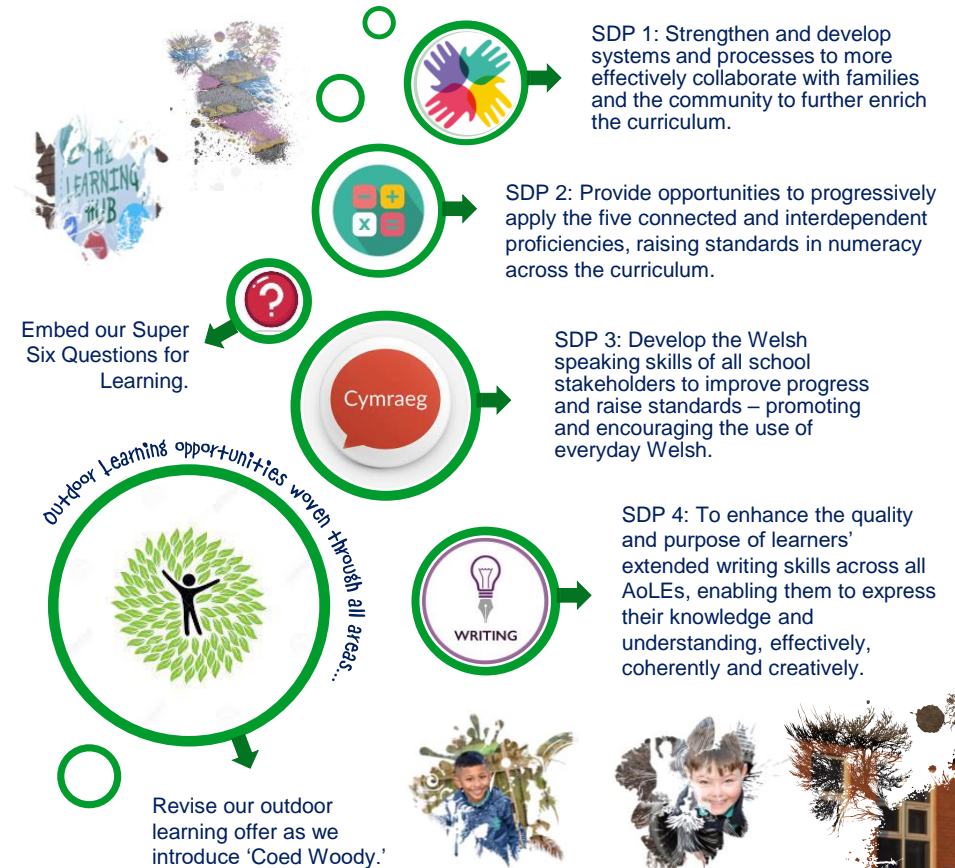 SDP 1: Strengthen and develop
systems and processes to more
effectively collaborate with families
and the community to further enrich
the curriculum.
THE
LEARNING
HUB
SDP 2: Provide opportunities to progressively
apply the five connected and interdependent
proficiencies, raising standards in numeracy
across the curriculum.
?
Embed our Super
Six Questions for
Learning.
SDP 3: Develop the Welsh
speaking skills of all school
stakeholders to improve progress
and raise standards – promoting
and encouraging the use of
everyday Welsh.
Cymraeg
Outdoor Learning opportunities woven through all areas...
SDP 4: To enhance the quality
and purpose of learners’
extended writing skills across all
AoLEs, enabling them to express
their knowledge and
understanding, effectively,
coherently and creatively.
WRITING
Revise our outdoor
learning offer as we
introduce ‘Coed Woody.’